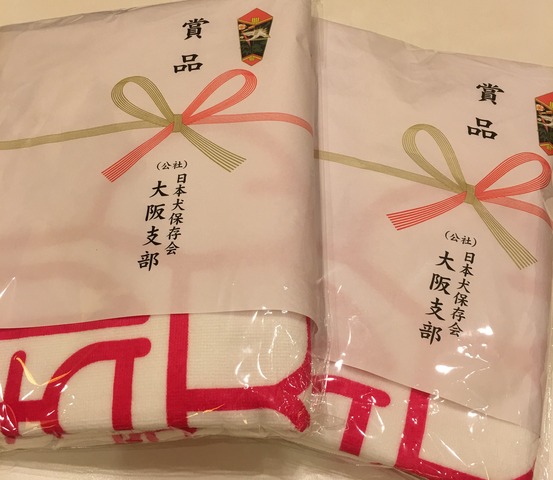 賞品
(公社)
日本犬保存会
大阪支部
賞品
(公社)
日本犬保存会
大阪支部